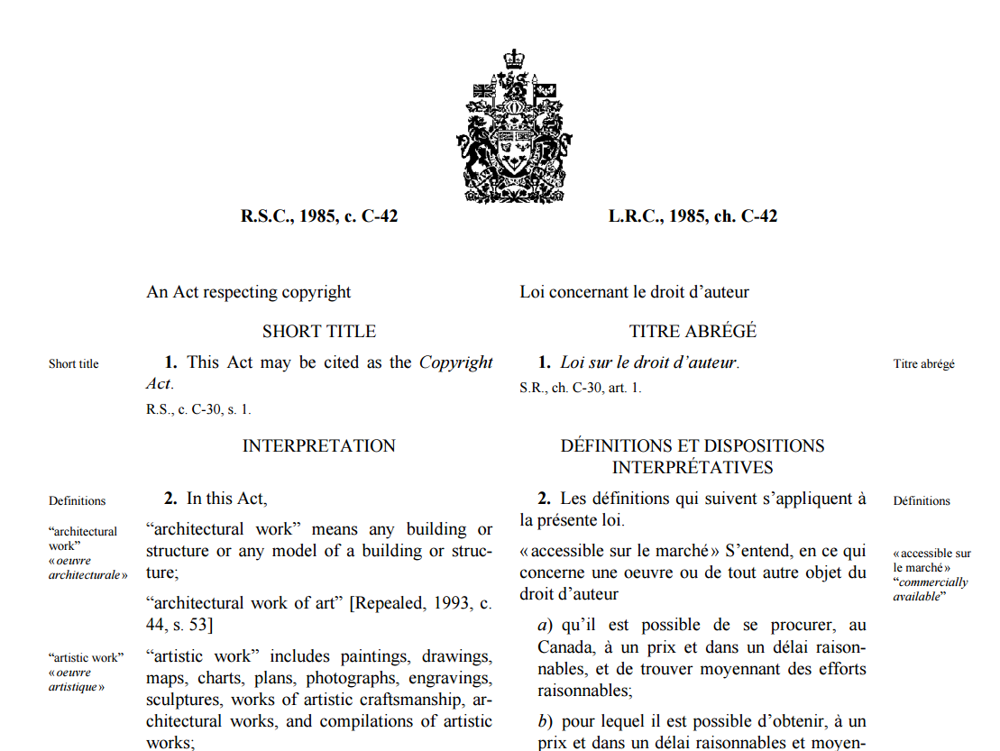 R.S.C., 1985, c. C-42
L.R.C., 1985, ch. C-42
An Act respecting copyright
SHORT TITLE
Short title
1. This Act may be cited as the Copyright
Act.
R.S., c. C-30, s. 1.
INTERPRETATION
Definitions
2. In this Act,
“architectural
work”
« oeuvre
architecturale »
“architectural work” means any building or
structure or any model of a building or struc-
ture;
“architectural work of art” [Repealed, 1993, c.
44, s. 53]
“artistic work”
« oeuvre
artistique »
“artistic work” includes paintings, drawings,
maps, charts, plans, photographs, engravings,
sculptures, works of artistic craftsmanship, ar-
chitectural works, and compilations of artistic
works;
Loi concernant le droit d’auteur
TITRE ABRÉGÉ
1. Loi sur le droit d’auteur.
Titre abrégé
S.R., ch. C-30, art. 1.
DÉFINITIONS ET DISPOSITIONS
INTERPRÉTATIVES
2. Les définitions qui suivent s’appliquent à
la présente loi.
Définitions
« accessible sur le marché » S’entend, en ce qui
concerne une oeuvre ou de tout autre objet du
droit d’auteur
« accessible sur
le marché »
“commercially
available”
a) qu’il est possible de se procurer, au
Canada, à un prix et dans un délai raison-
nables, et de trouver moyennant des efforts
raisonnables;
b) pour lequel il est possible d’obtenir, à un
prix et dans un délai raisonnables et moyen-